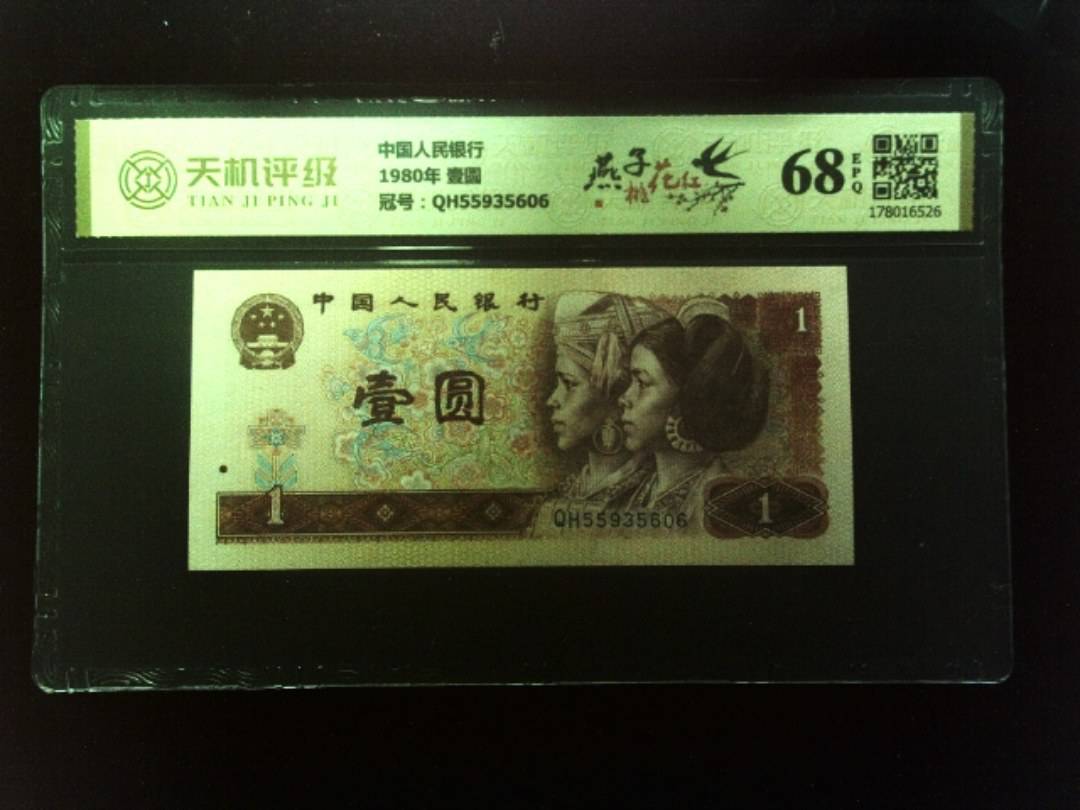 天机评级
TIAN JI PING JI
中国人民银行
1980年 壹圆
冠号：QH55935606
燕子桃花红
68
EPQ
178016526
中国人民银行
壹圆
1
1
QH55935606
1